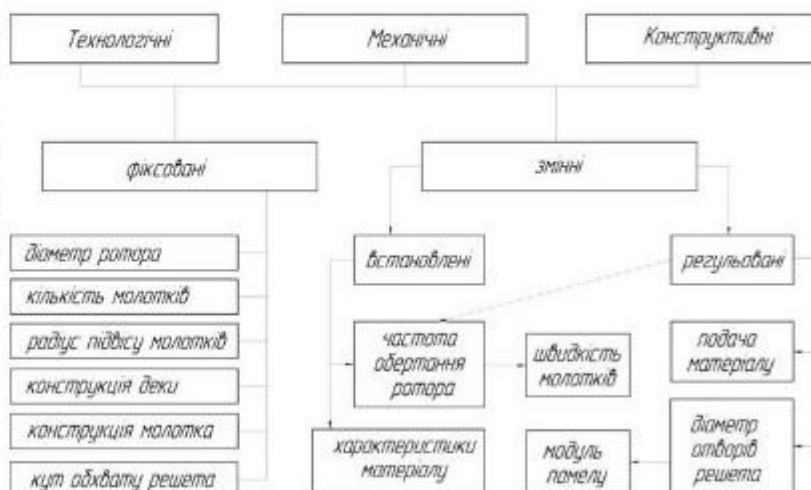 Технологічні
Механічні
Конструктивні
фіксовані
змінні
діаметр ротора
кількість молотків
радіус підвісу молотків
конструкція деки
конструкція молотка
кут обхвату решета
встановлені
регульовані
частота
обертання
ротора
швидкість
молотків
подача
матеріалу
характеристики
матеріалу
модуль
помелу
діаметр
отворів
решета